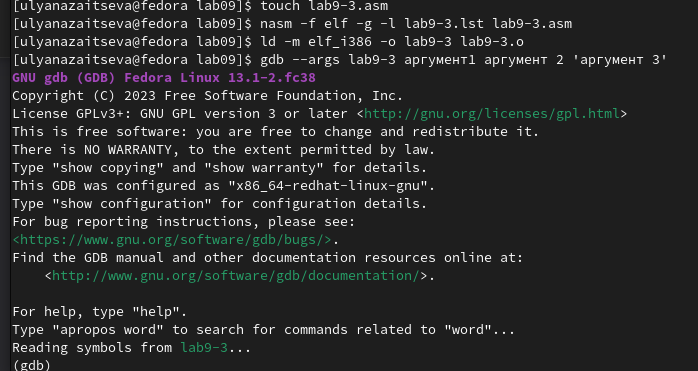 [ulyanazaitseva@fedora lab09]$ touch lab9-3.asm
[ulyanazaitseva@fedora lab09]$ nasm -f elf -g -l lab9-3.lst lab9-3.asm
[ulyanazaitseva@fedora lab09]$ ld -m elf_i386 -o lab9-3 lab9-3.o
[ulyanazaitseva@fedora lab09]$ gdb --args lab9-3 аргумент1 аргумент 2 'аргумент 3'
GNU gdb (GDB) Fedora Linux 13.1-2.fc38
Copyright (C) 2023 Free Software Foundation, Inc.
License GPLv3+: GNU GPL version 3 or later <http://gnu.org/licenses/gpl.html>
This is free software: you are free to change and redistribute it.
There is NO WARRANTY, to the extent permitted by law.
Type "show copying" and "show warranty" for details.
This GDB was configured as "x86_64-redhat-linux-gnu".
Type "show configuration" for configuration details.
For bug reporting instructions, please see:
<https://www.gnu.org/software/gdb/bugs/>.
Find the GDB manual and other documentation resources online at:
    <http://www.gnu.org/software/gdb/documentation/>.

For help, type "help".
Type "apropos word" to search for commands related to "word"...
Reading symbols from lab9-3...
(gdb)